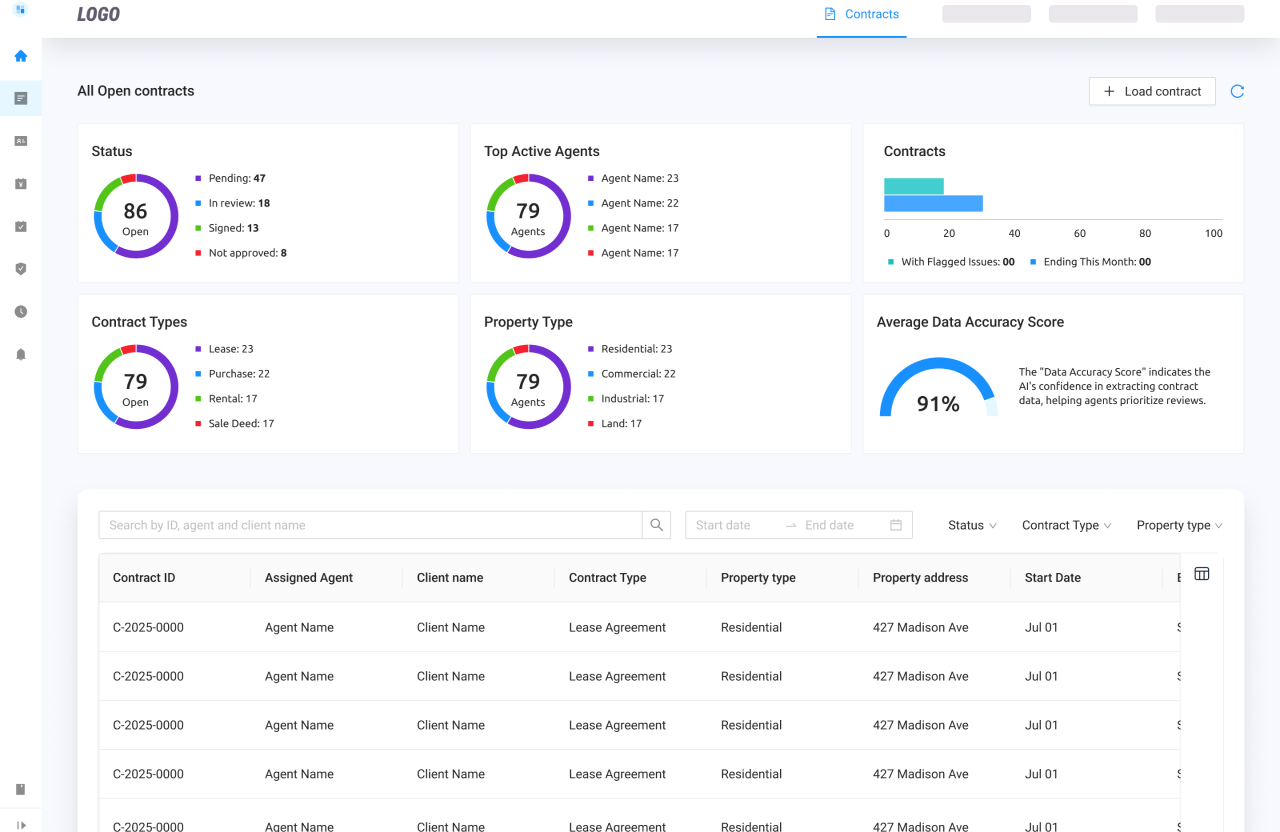 LOGO
Contracts
All Open contracts
Load contract
Status
86
Open
Pending: 47
In review: 18
Signed: 13
Not approved: 8
Top Active Agents
79
Agents
Agent Name: 23
Agent Name: 22
Agent Name: 17
Agent Name: 17
Contracts
0 20 40 60 80 100
With Flagged Issues: 00 Ending This Month: 00
Contract Types
79
Open
Lease: 23
Purchase: 22
Rental: 17
Sale Deed: 17
Property Type
79
Agents
Residential: 23
Commercial: 22
Industrial: 17
Land: 17
Average Data Accuracy Score
91%
The "Data Accuracy Score" indicates the
AI's confidence in extracting contract
data, helping agents prioritize reviews.
Search by ID, agent and client name Start date End date Status Contract Type Property type
Contract ID Assigned Agent Client name Contract Type Property type Property address Start Date
C-2025-0000 Agent Name Client Name Lease Agreement Residential 427 Madison Ave Jul 01
C-2025-0000 Agent Name Client Name Lease Agreement Residential 427 Madison Ave Jul 01
C-2025-0000 Agent Name Client Name Lease Agreement Residential 427 Madison Ave Jul 01
C-2025-0000 Agent Name Client Name Lease Agreement Residential 427 Madison Ave Jul 01
C-2025-0000 Agent Name Client Name Lease Agreement Residential 427 Madison Ave Jul 01